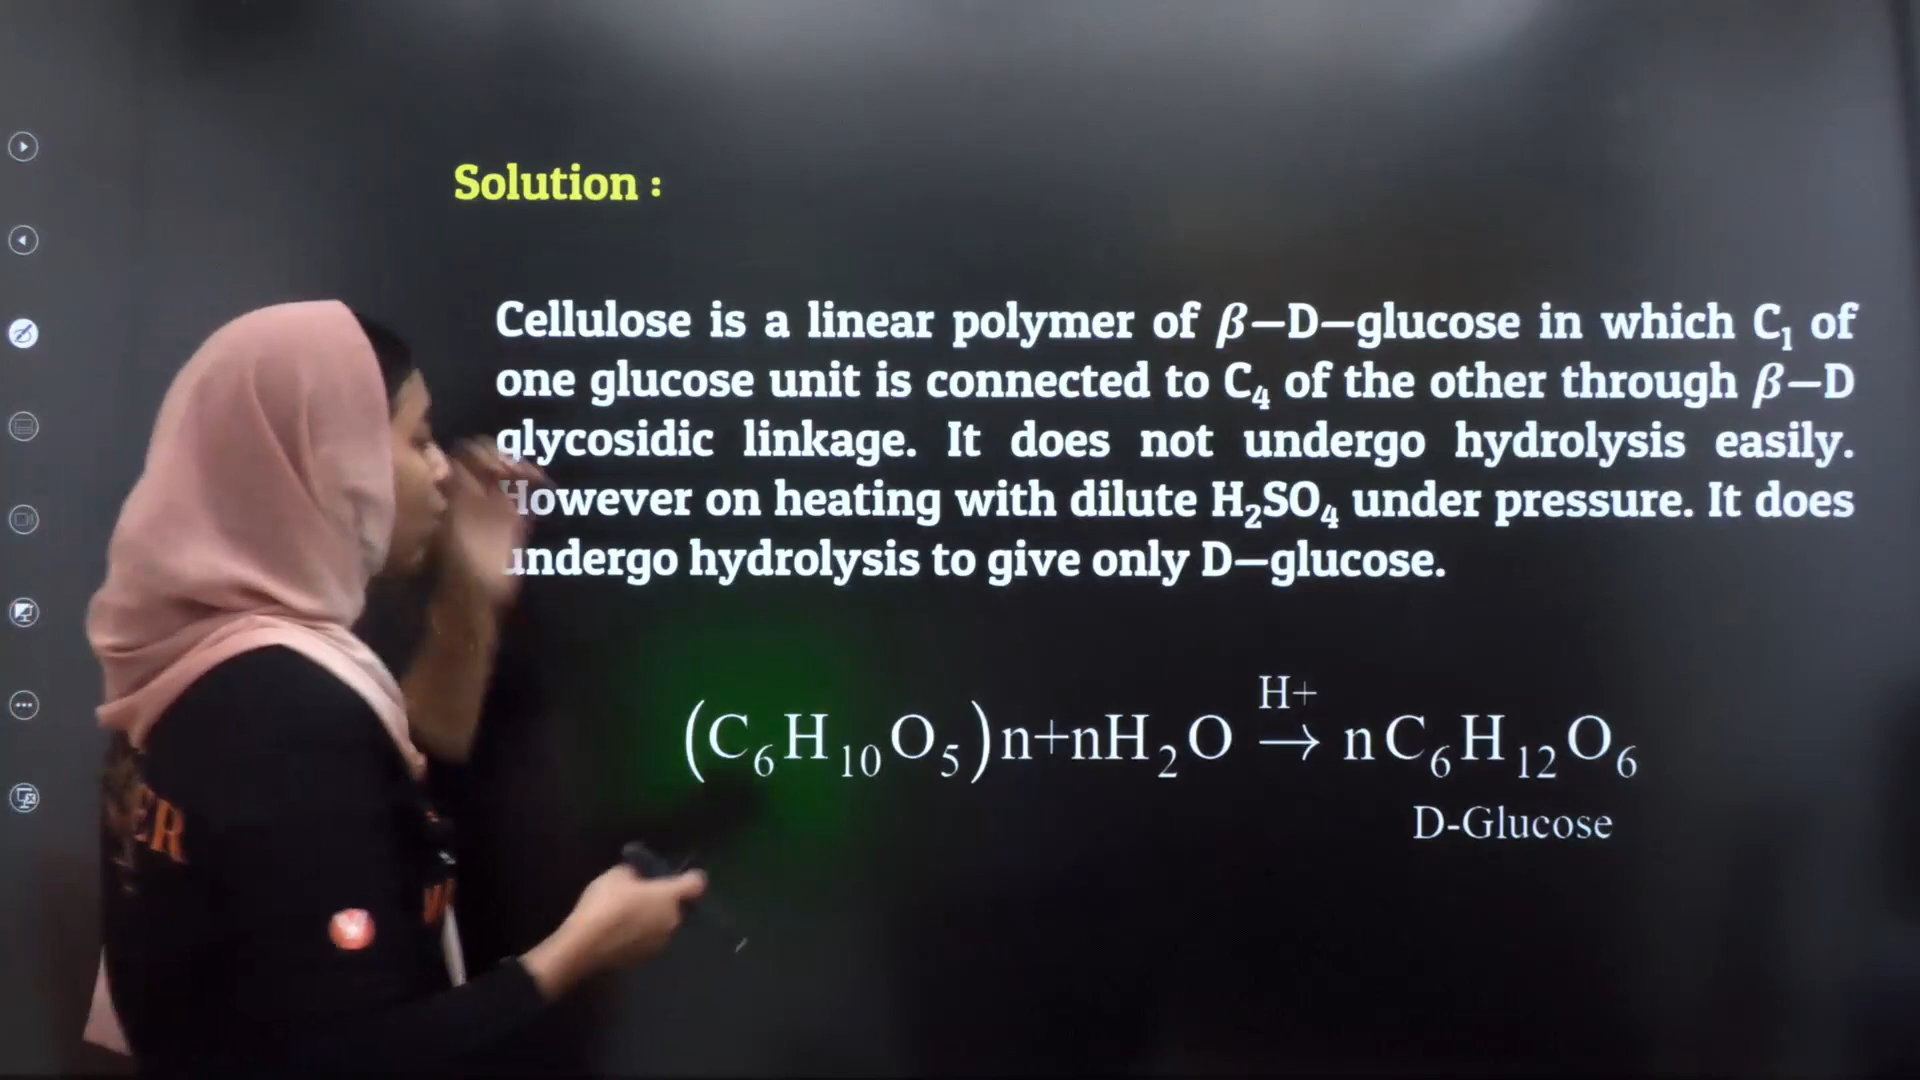 Solution :
Cellulose is a linear polymer of β–D–glucose in which C₁ of
one glucose unit is connected to C₄ of the other through β–D
glycosidic linkage. It does not undergo hydrolysis easily.
However on heating with dilute H₂SO₄ under pressure. It does
undergo hydrolysis to give only D–glucose.
H+
(C₆H₁₀O₅)n+nH₂O → nC₆H₁₂O₆
D-Glucose